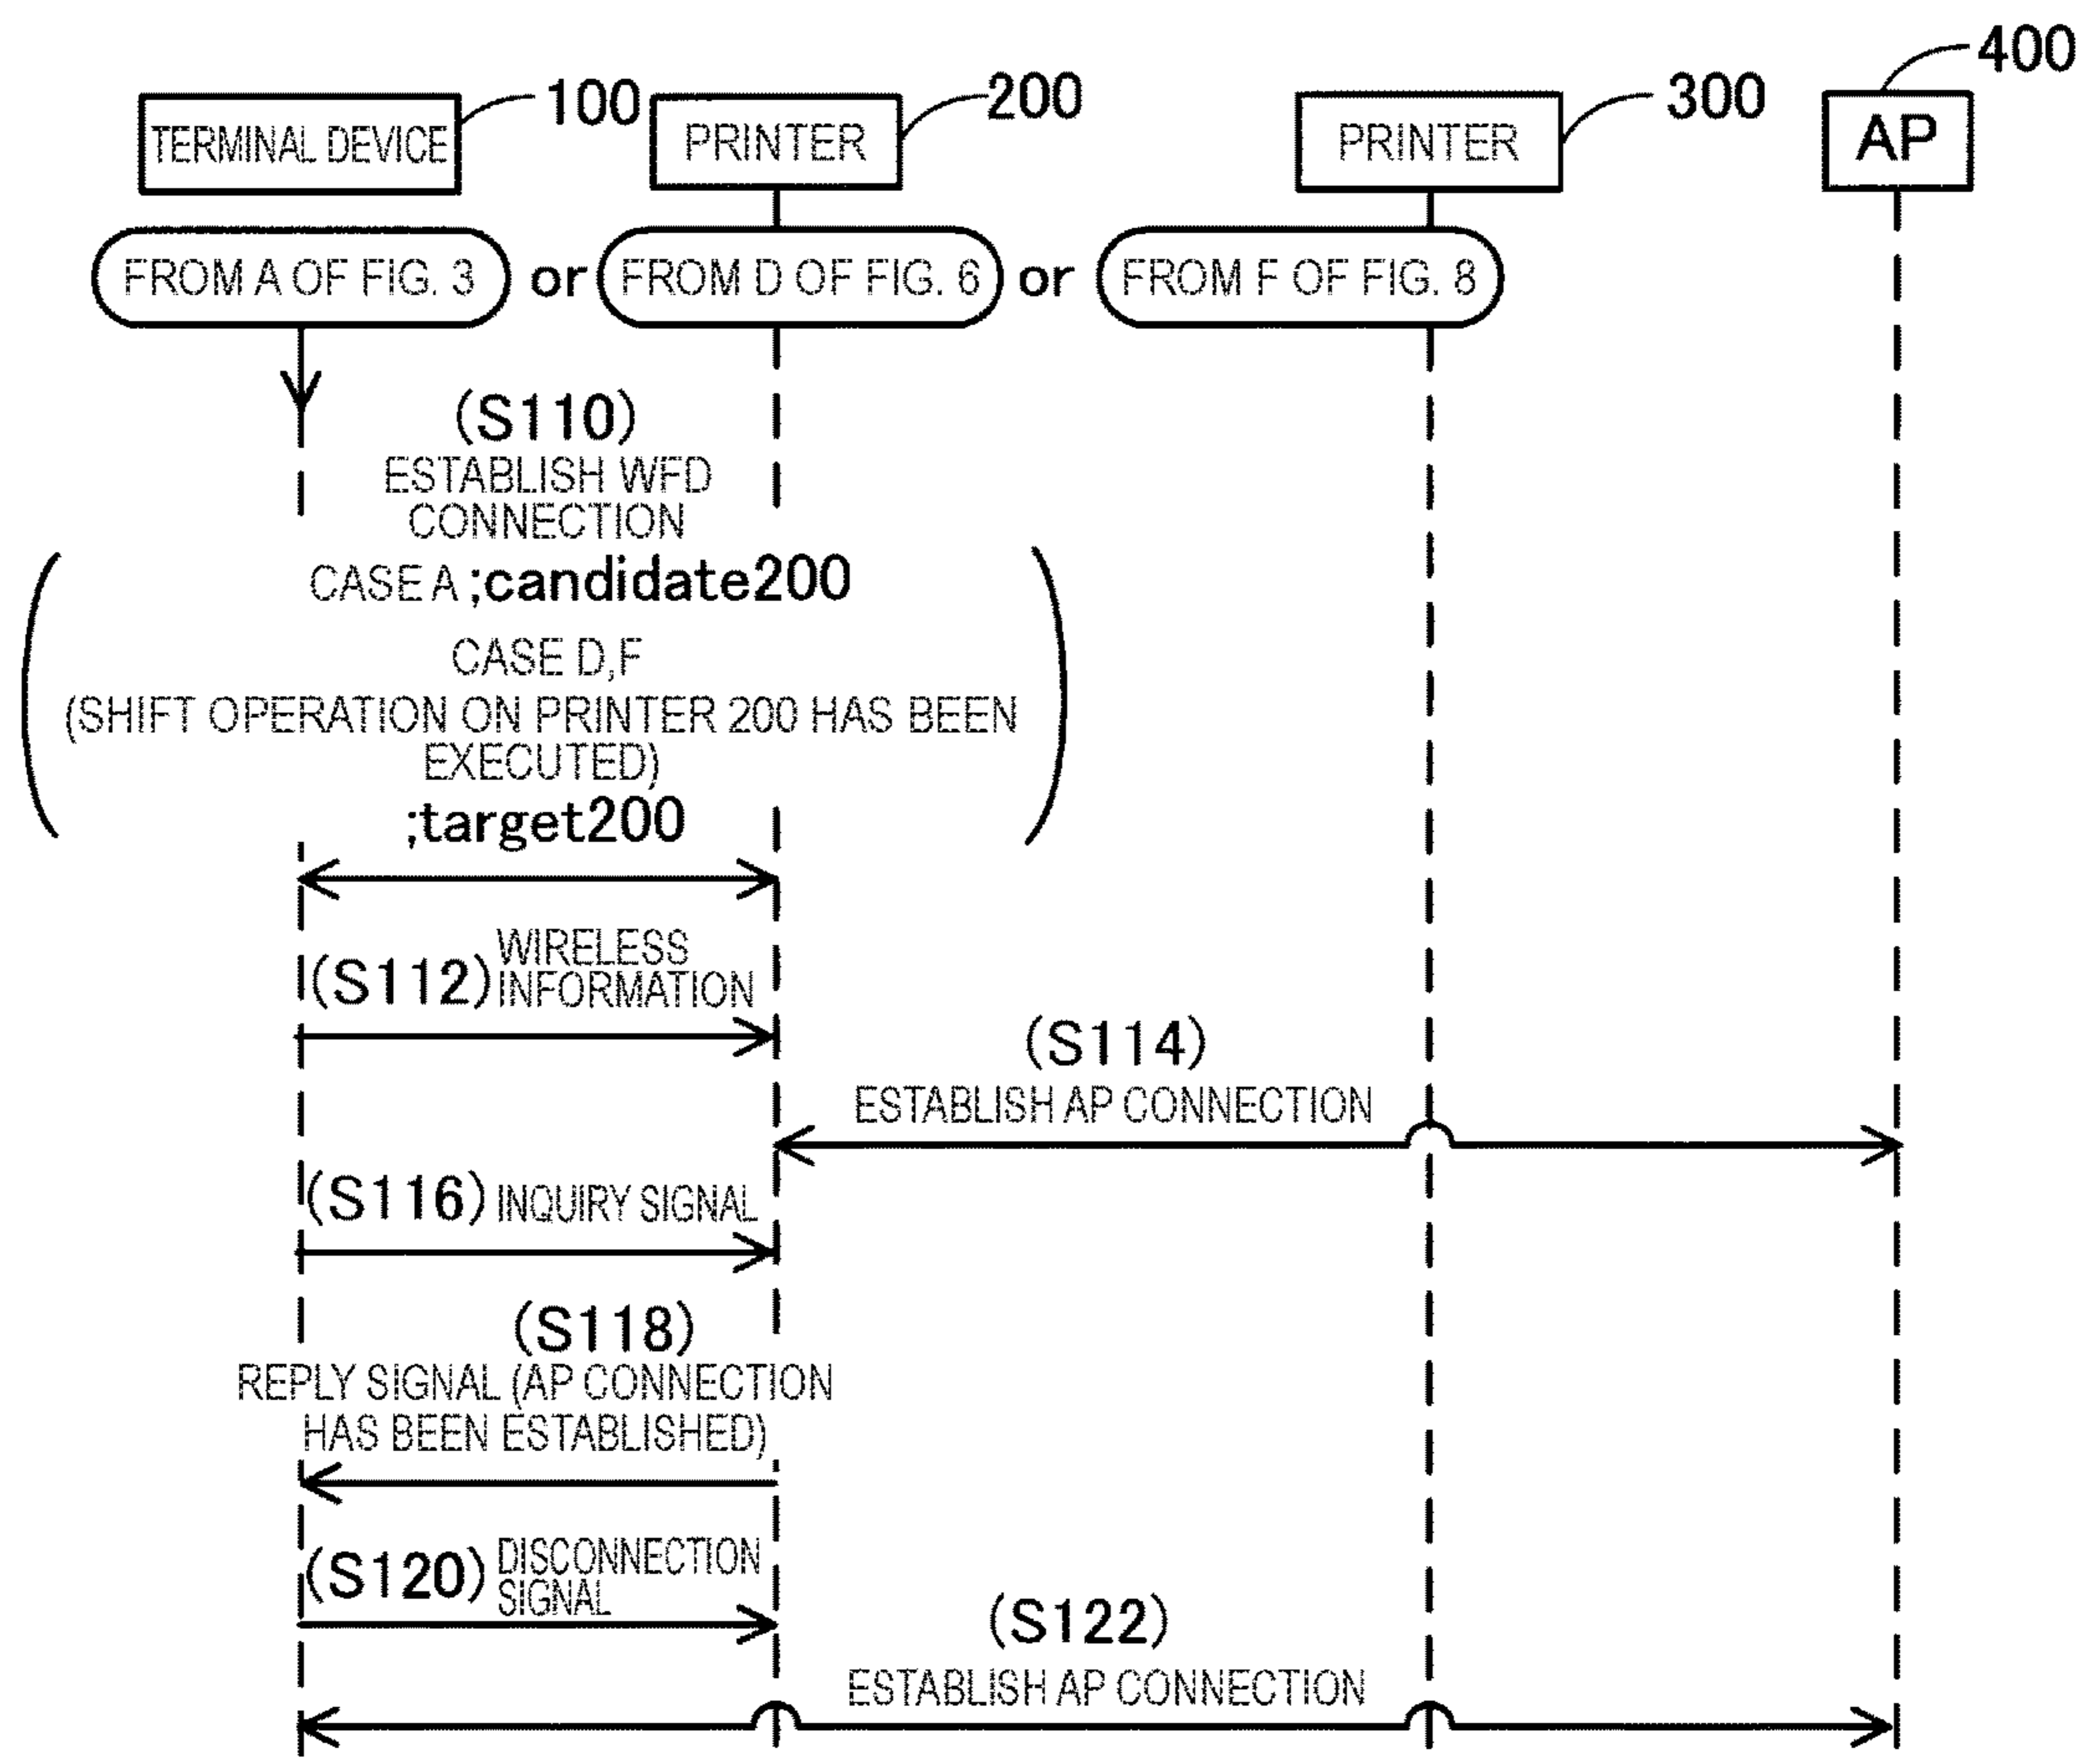 400
100
200
300
TERMINAL DEVICE
PRINTER
PRINTER
AP
FROM A OF FIG. 3
or
FROM D OF FIG. 6
or
FROM F OF FIG. 8
(S110)
ESTABLISH WFD
CONNECTION
CASE A ;candidate200
CASE D,F
(SHIFT OPERATION ON PRINTER 200 HAS BEEN
EXECUTED)
;target200
(S112) WIRELESS
INFORMATION
(S114)
ESTABLISH AP CONNECTION
(S116) INQUIRY SIGNAL
(S118)
REPLY SIGNAL (AP CONNECTION
HAS BEEN ESTABLISHED)
(S120) DISCONNECTION
SIGNAL
(S122)
ESTABLISH AP CONNECTION